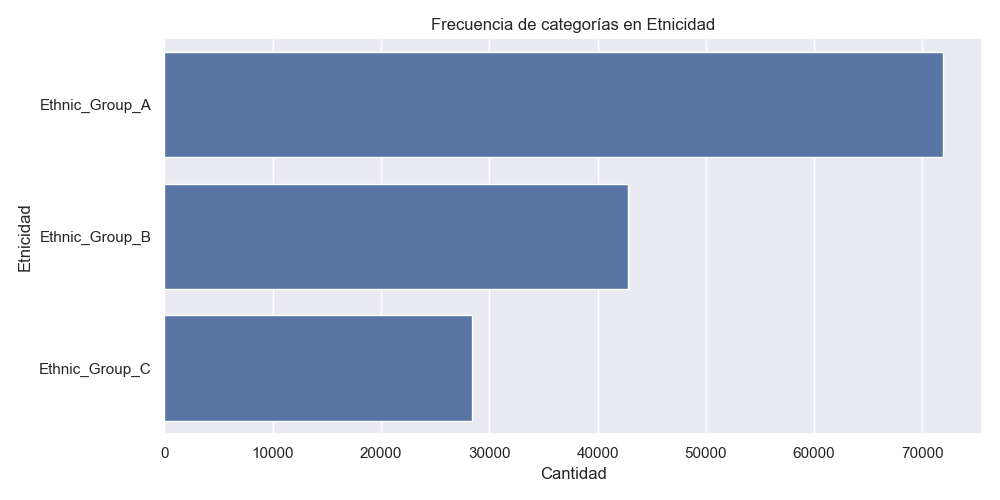 Frecuencia de categorías en Etnicidad
Etnicidad
Ethnic_Group_A
Ethnic_Group_B
Ethnic_Group_C
0 10000 20000 30000 40000 50000 60000 70000
Cantidad